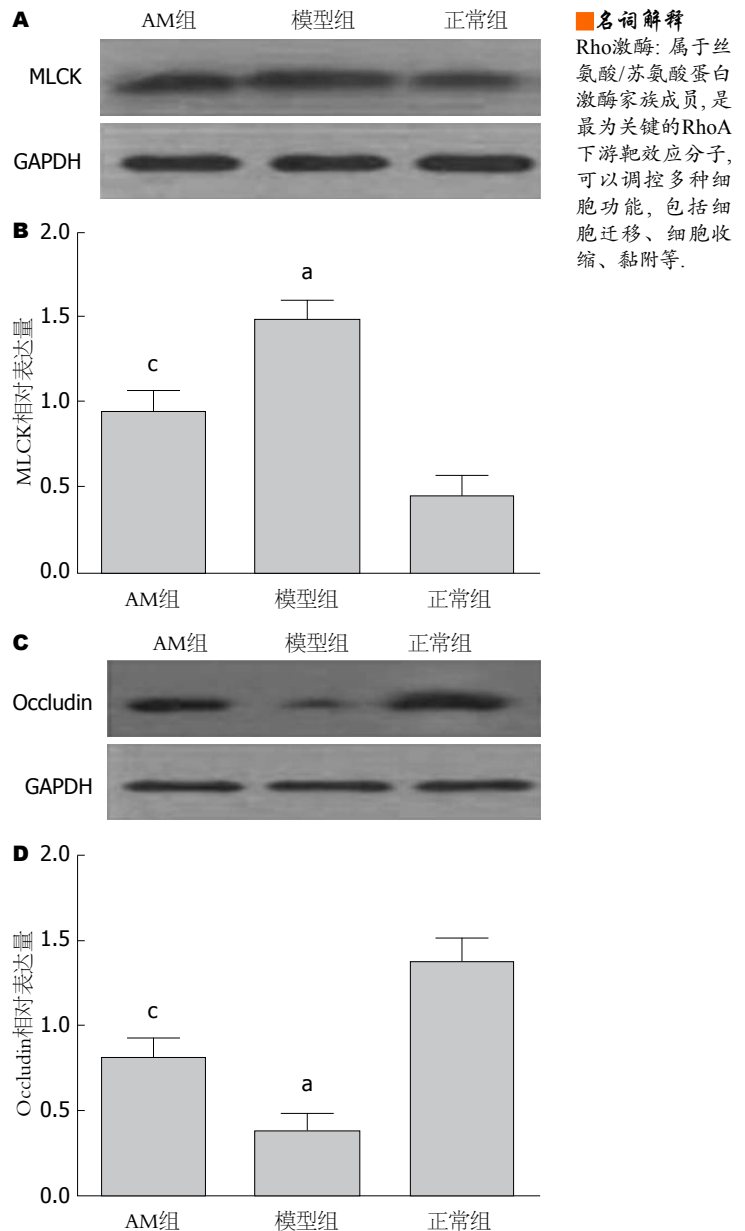 A
AM组 模型组 正常组
MLCK
GAPDH
B
2.0
1.5
1.0
0.5
0.0
MLCK相对表达量
c
a
AM组 模型组 正常组
C
AM组 模型组 正常组
Occludin
GAPDH
D
2.0
1.5
1.0
0.5
0.0
Occludin相对表达量
c
a
AM组 模型组 正常组
■名词解释
Rho激酶: 属于丝
氨酸/苏氨酸蛋白
激酶家族成员, 是
最为关键的RhoA
下游靶效应分子,
可以调控多种细
胞功能, 包括细
胞迁移、细胞收
缩、黏附等.